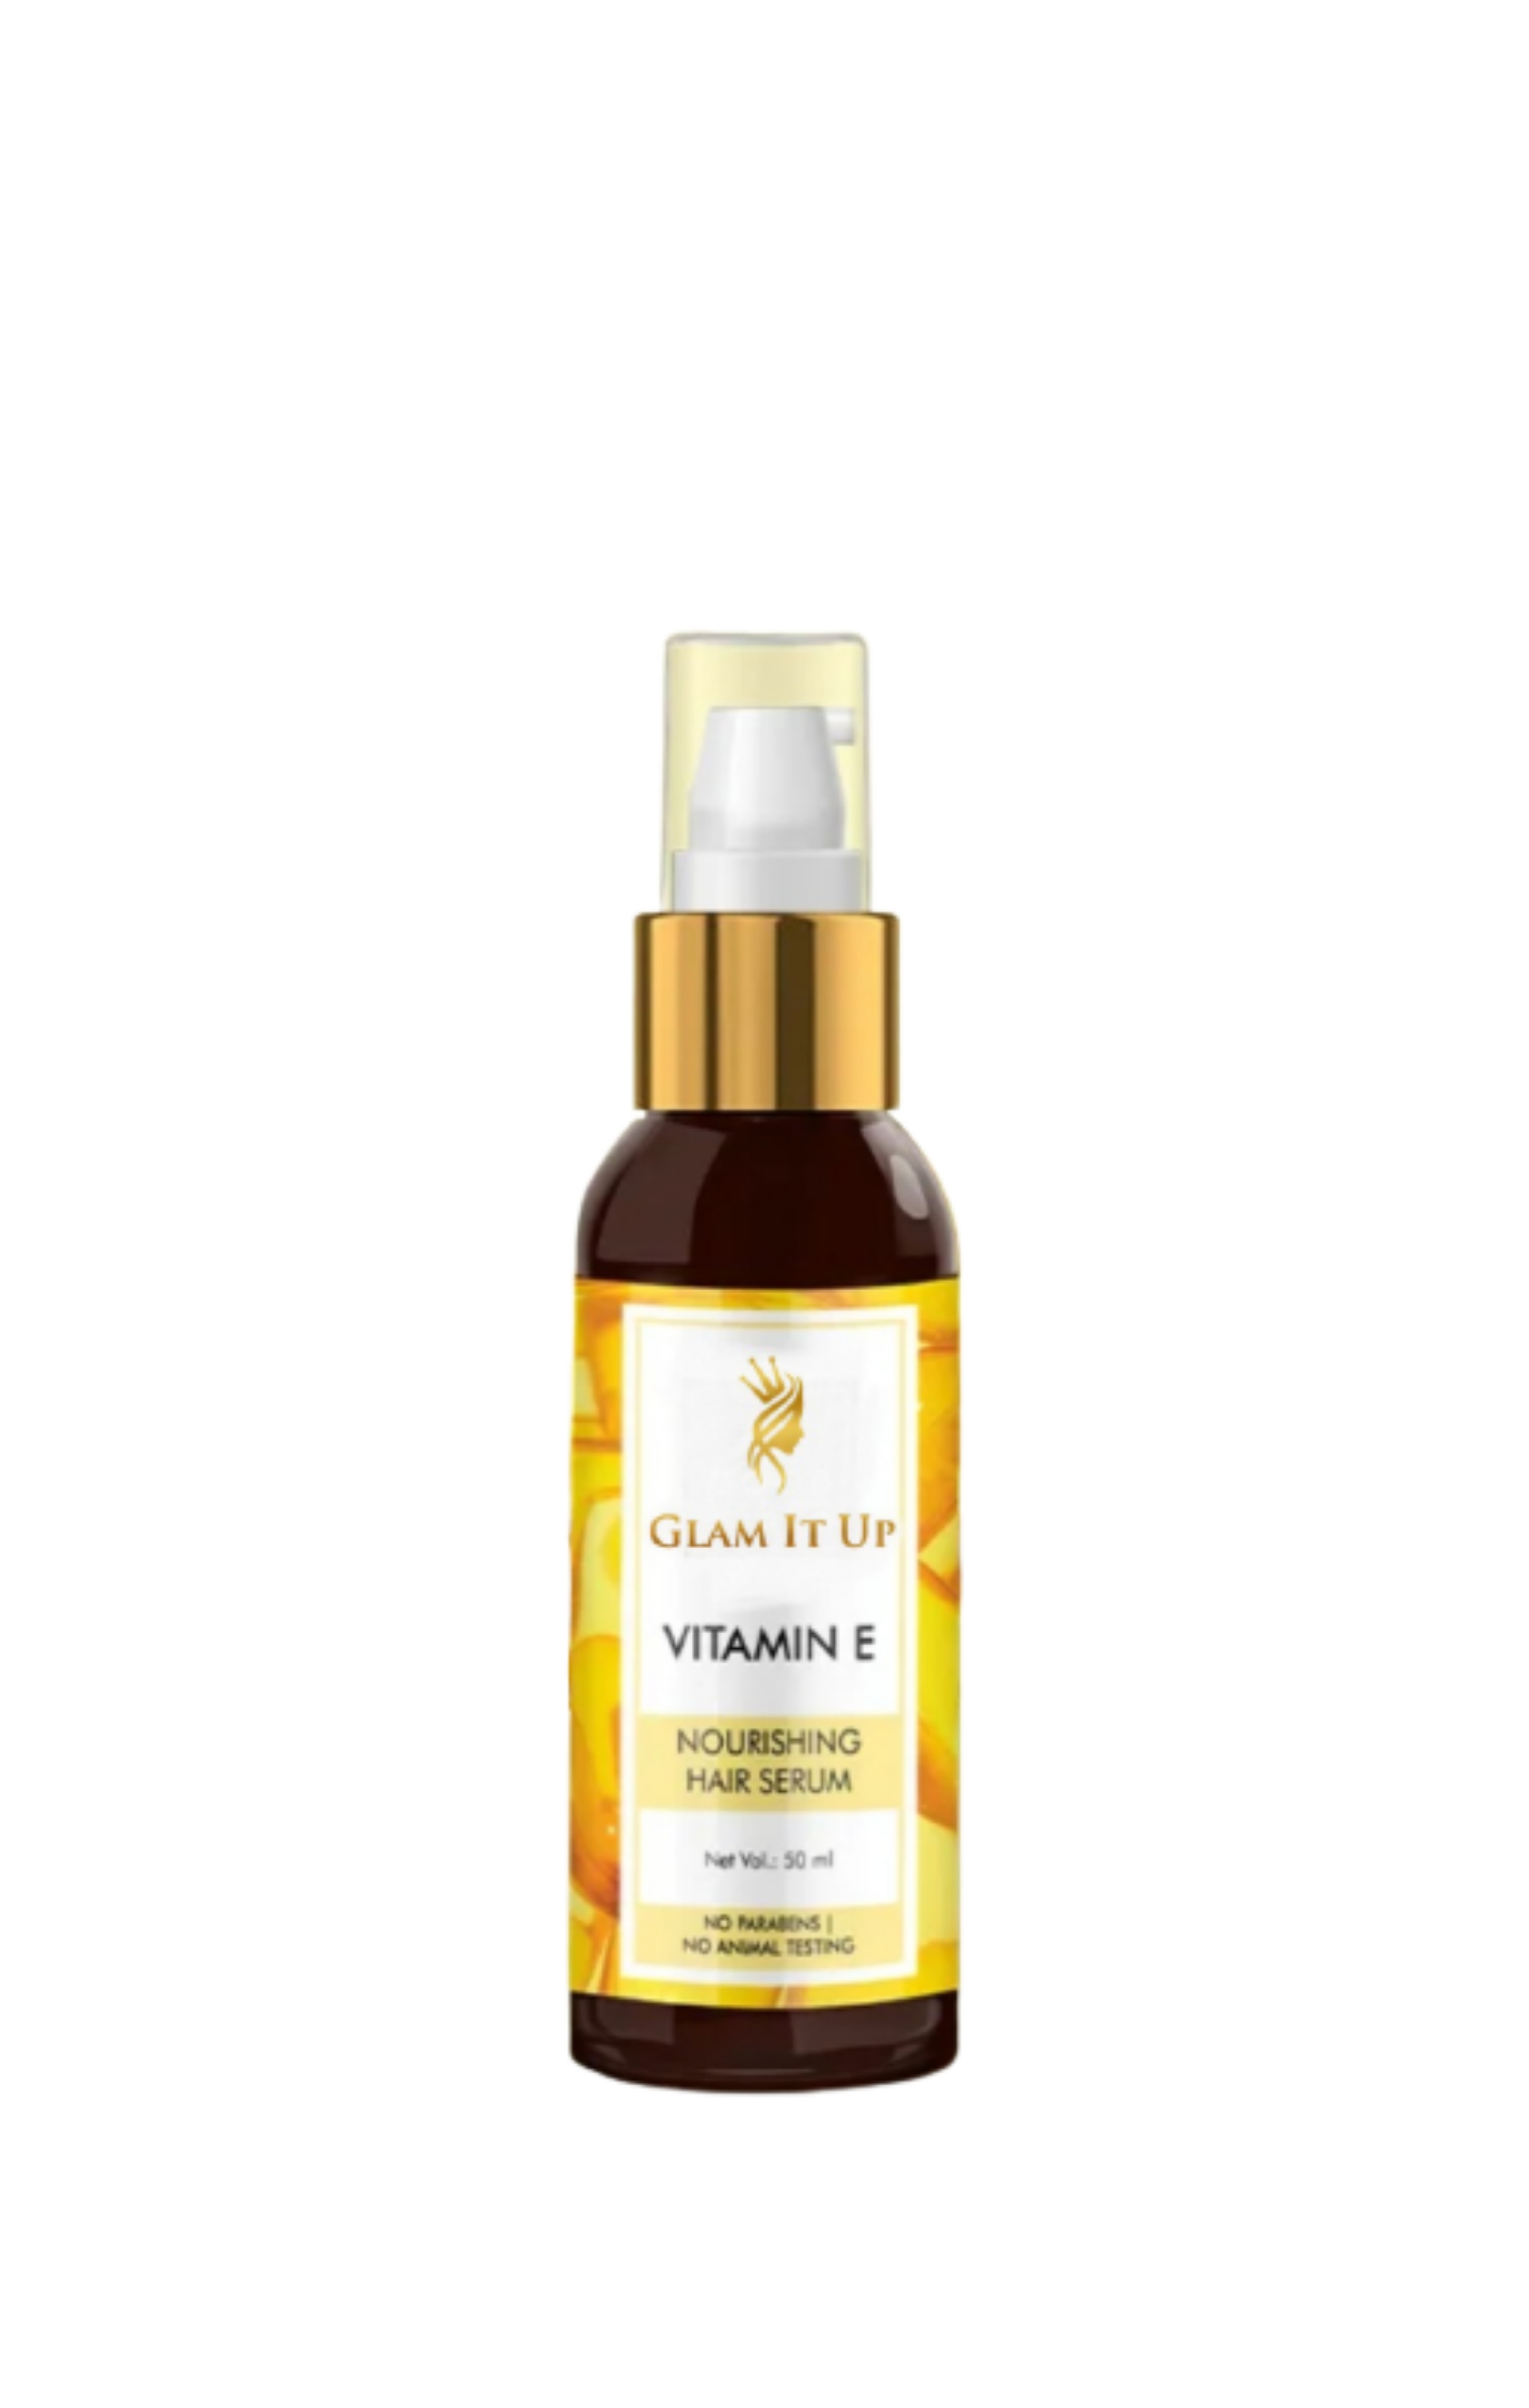 GLAM IT UP
VITAMIN E
NOURISHING
HAIR SERUM
Net Vol.: 50 ml
NO PARABENS |
NO ANIMAL TESTING